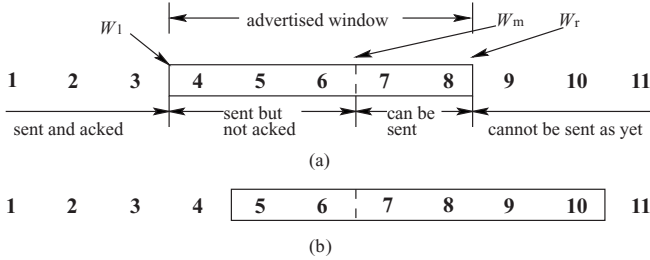 advertised window
W1 Wm Wr
1 2 3 4 5 6 7 8 9 10 11
sent and acked sent but not acked can be sent cannot be sent as yet
(a)
1 2 3 4 5 6 7 8 9 10 11
(b)